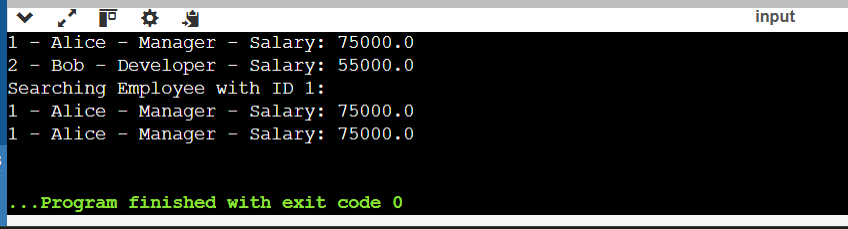 input
1 - Alice - Manager - Salary: 75000.0
2 - Bob - Developer - Salary: 55000.0
Searching Employee with ID 1:
1 - Alice - Manager - Salary: 75000.0
1 - Alice - Manager - Salary: 75000.0
...Program finished with exit code 0